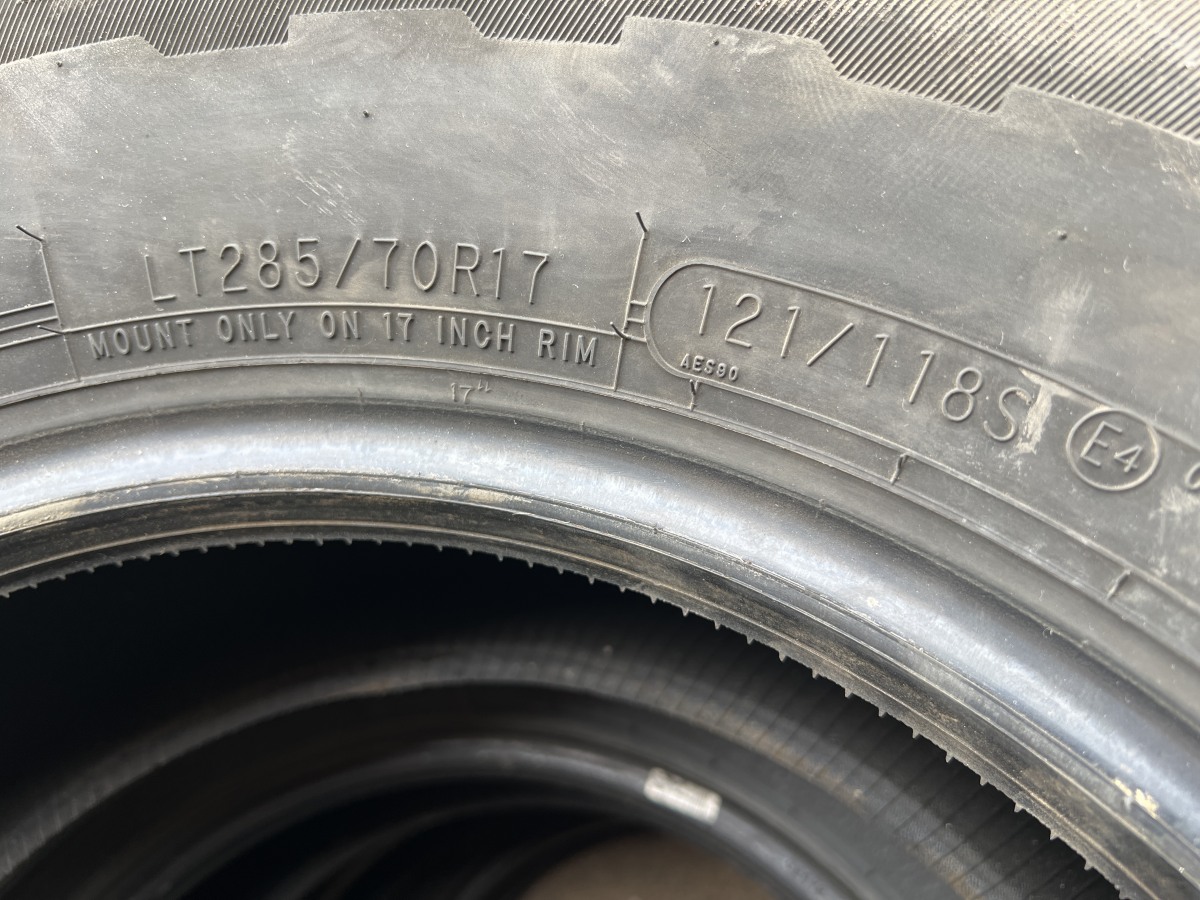 LT285/70R17
MOUNT ONLY ON 17 INCH RIM
17"
121/118S
AES90
E4